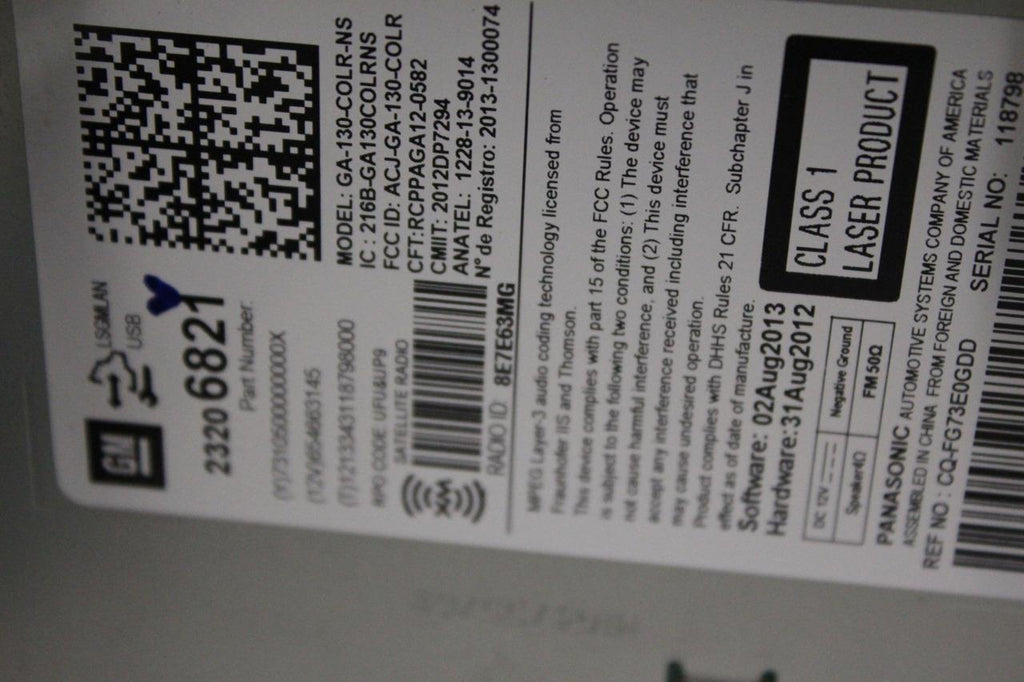 GM
LSGMLAN
USB
23206821
Part Number
MODEL: GA-130-COLR-NS
IC : 216B-GA130COLRNS
FCC ID: ACJ-GA-130-COLR
CFT:RCPPAGA12-0582
CMIIT: 2012DP7294
ANATEL: 1228-13-9014
N° de Registro: 2013-1300074
(Y)7310500000000X
(12V)654663145
(T)1213343111879800
RPO CODE: UFU&UP9
SATELLITE RADIO
XM
RADIO ID: 8E7E63MG
MPEG Layer-3 audio coding technology licensed from
Fraunhofer IIS and Thomson.
This device complies with part 15 of the FCC Rules. Operation
is subject to the following two conditions: (1) The device may
not cause harmful interference, and (2) This device must
accept any interference received including interference that
may cause undesired operation.
Product complies with DHHS Rules 21 CFR. Subchapter J in
effect as of date of manufacture.
Software: 02Aug2013
Hardware:31Aug2012
CLASS 1
LASER PRODUCT
DC 12V Negative Ground
Speaker4Ω FM 50Ω
PANASONIC AUTOMOTIVE SYSTEMS COMPANY OF AMERICA
ASSEMBLED IN CHINA FROM FOREIGN AND DOMESTIC MATERIALS
REF NO : CQ-FG73E0GDD SERIAL NO: 118798